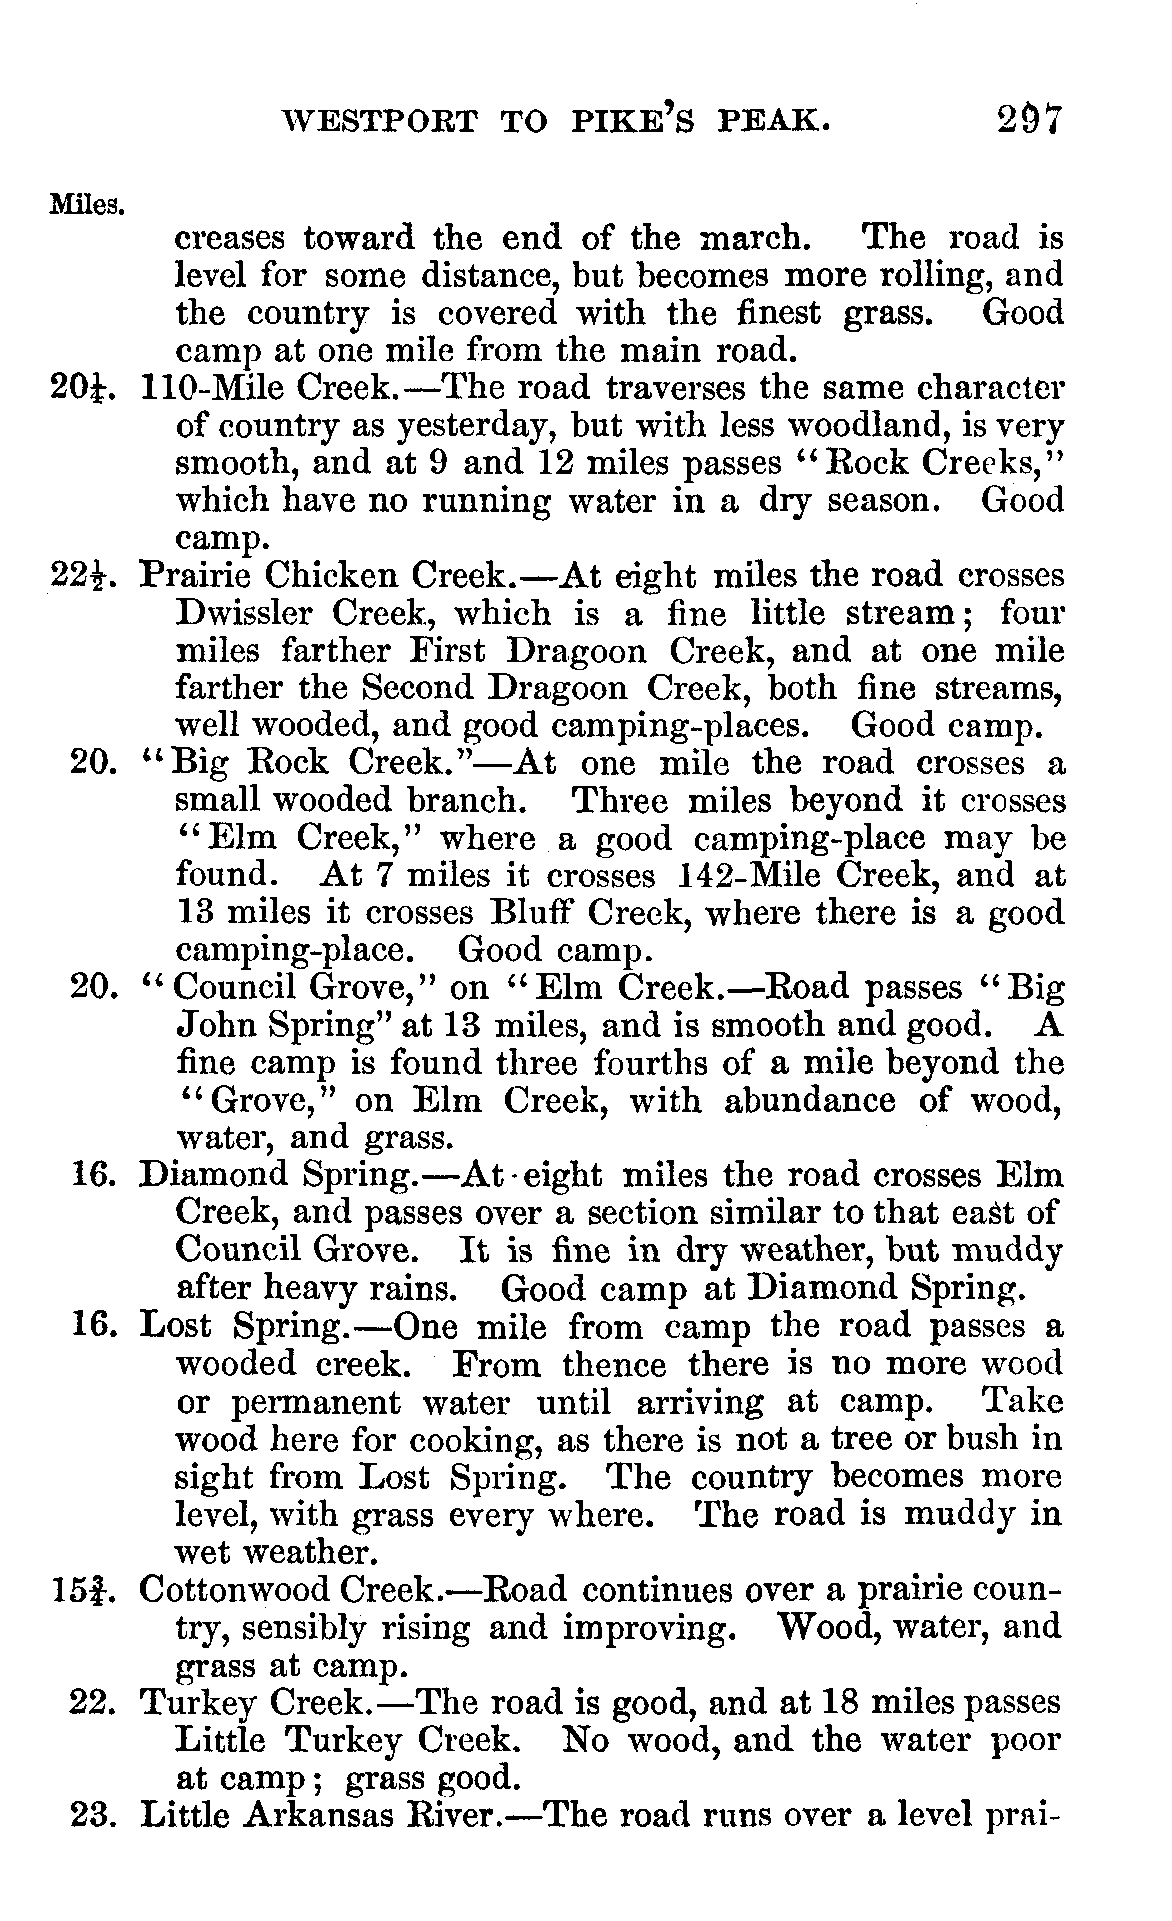 WESTPORT TO PIKE'S PEAK. 297
Miles.
creases toward the end of the march. The road is
level for some distance, but becomes more rolling, and
the country is covered with the finest grass. Good
camp at one mile from the main road.
20¼. 110-Mile Creek.—The road traverses the same character
of country as yesterday, but with less woodland, is very
smooth, and at 9 and 12 miles passes “Rock Creeks,”
which have no running water in a dry season. Good
camp.
22½. Prairie Chicken Creek.—At eight miles the road crosses
Dwissler Creek, which is a fine little stream; four
miles farther First Dragoon Creek, and at one mile
farther the Second Dragoon Creek, both fine streams,
well wooded, and good camping-places. Good camp.
20. “Big Rock Creek.”—At one mile the road crosses a
small wooded branch. Three miles beyond it crosses
“Elm Creek,” where a good camping-place may be
found. At 7 miles it crosses 142-Mile Creek, and at
13 miles it crosses Bluff Creek, where there is a good
camping-place. Good camp.
20. “Council Grove,” on “Elm Creek.—Road passes “Big
John Spring” at 13 miles, and is smooth and good. A
fine camp is found three fourths of a mile beyond the
“Grove,” on Elm Creek, with abundance of wood,
water, and grass.
16. Diamond Spring.—At eight miles the road crosses Elm
Creek, and passes over a section similar to that east of
Council Grove. It is fine in dry weather, but muddy
after heavy rains. Good camp at Diamond Spring.
16. Lost Spring.—One mile from camp the road passes a
wooded creek. From thence there is no more wood
or permanent water until arriving at camp. Take
wood here for cooking, as there is not a tree or bush in
sight from Lost Spring. The country becomes more
level, with grass every where. The road is muddy in
wet weather.
15¾. Cottonwood Creek.—Road continues over a prairie coun-
try, sensibly rising and improving. Wood, water, and
grass at camp.
22. Turkey Creek.—The road is good, and at 18 miles passes
Little Turkey Creek. No wood, and the water poor
at camp; grass good.
23. Little Arkansas River.—The road runs over a level prai-